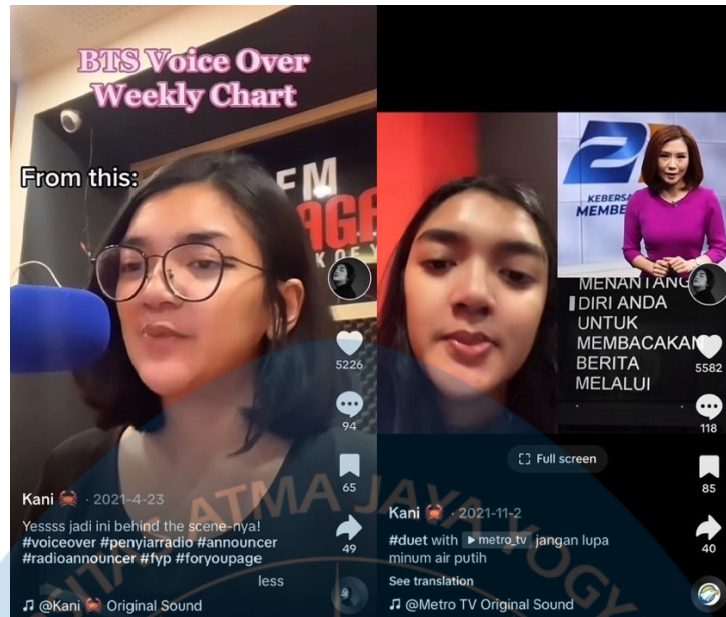 BTS Voice Over
Weekly Chart
From this:
FM
5226
94
65
49
Kani 🦀 · 2021-4-23
Yessss jadi ini behind the scene-nya!
#voiceover #penyiarradio #announcer
#radioannouncer #fyp #foryoupage
less
@Kani 🦀 Original Sound
MENANTANG
DIRI ANDA
UNTUK
MEMBACAKAN
BERITA
MELALUI
5582
118
Full screen
85
40
Kani 🦀 · 2021-11-2
#duet with metro_tv jangan lupa
minum air putih
See translation
@Metro TV Original Sound
ATMA JAYA